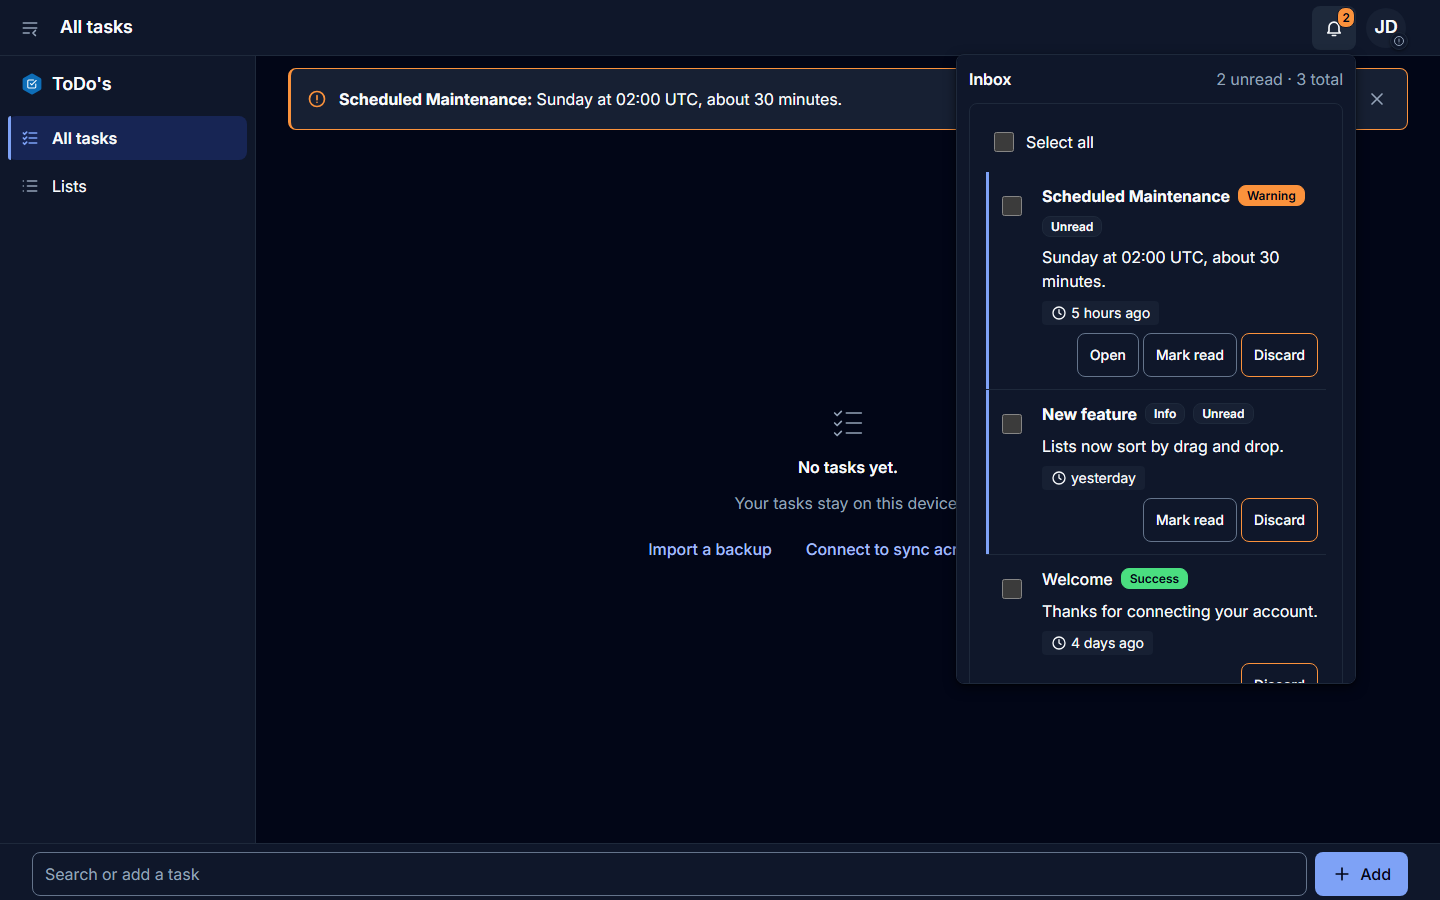 All tasks
2
JD
ToDo's
All tasks
Lists
Scheduled Maintenance: Sunday at 02:00 UTC, about 30 minutes.
No tasks yet.
Your tasks stay on this device
Import a backup
Connect to sync
Inbox
2 unread · 3 total
Select all
Scheduled Maintenance Warning
Unread
Sunday at 02:00 UTC, about 30
minutes.
5 hours ago
Open Mark read Discard
New feature Info Unread
Lists now sort by drag and drop.
yesterday
Mark read Discard
Welcome Success
Thanks for connecting your account.
4 days ago
Discard
Search or add a task
Add